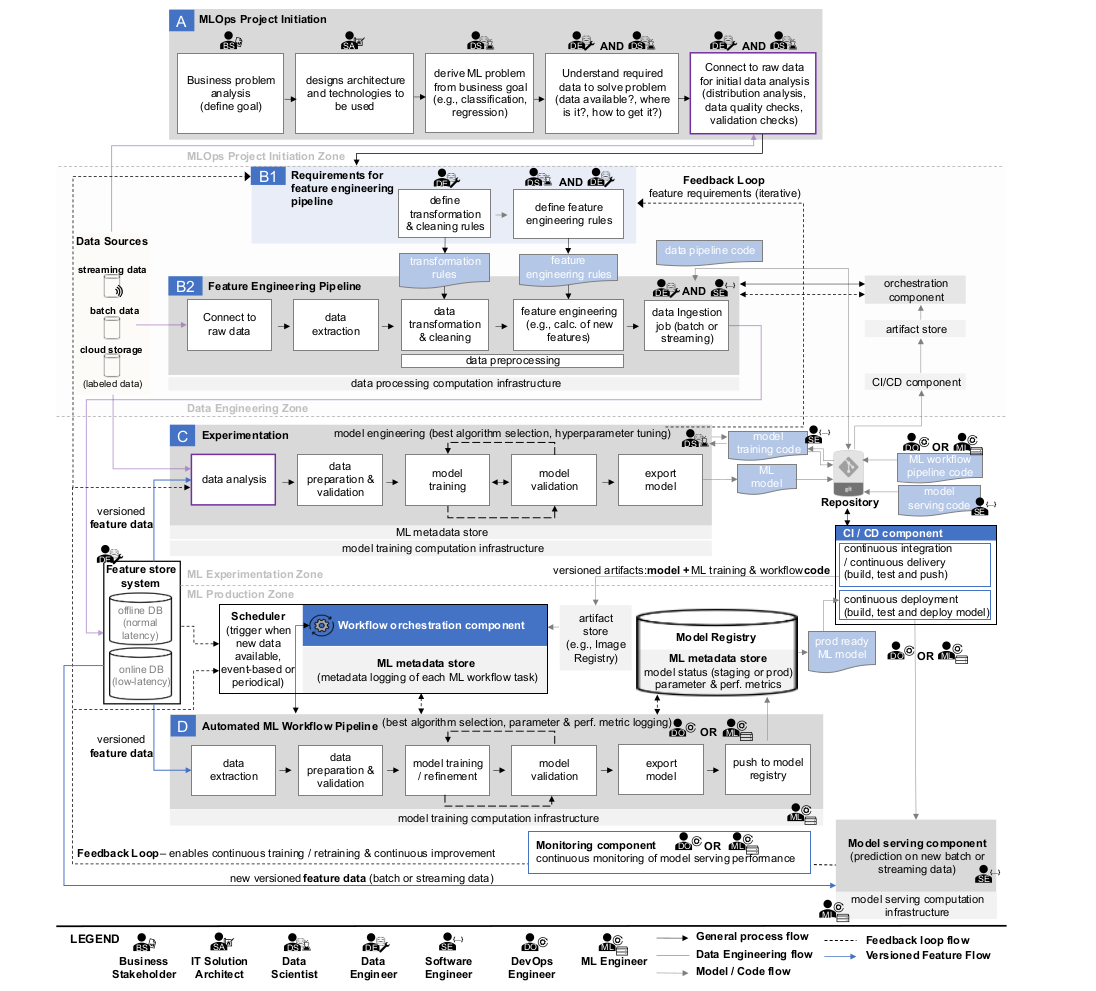 A
MLOps Project Initiation
BS
SA
DS
DE AND DS
DE AND DS
Business problem
analysis
(define goal)
designs architecture
and technologies to
be used
derive ML problem
from business goal
(e.g., classification,
regression)
Understand required
data to solve problem
(data available?, where
is it?, how to get it?)
Connect to raw data
for initial data analysis
(distribution analysis,
data quality checks,
validation checks)
MLOps Project Initiation Zone
B1
Requirements for
feature engineering
pipeline
DE
DS AND DE
define
transformation
& cleaning rules
define feature
engineering rules
Feedback Loop
feature requirements (iterative)
Data Sources
streaming data
batch data
cloud storage
(labeled data)
transformation
rules
feature
engineering rules
data pipeline code
B2
Feature Engineering Pipeline
DE AND SE
Connect to
raw data
data
extraction
data
transformation
& cleaning
feature engineering
(e.g., calc. of new
features)
data Ingestion
job (batch or
streaming)
data preprocessing
data processing computation infrastructure
orchestration
component
artifact store
CI/CD component
Data Engineering Zone
C
Experimentation
model engineering (best algorithm selection, hyperparameter tuning)
DS
data analysis
data
preparation &
validation
model
training
model
validation
export
model
ML metadata store
model training computation infrastructure
model
training code
SE
ML
model
DO OR ML
ML workflow
pipeline code
model
serving code
SE
Repository
versioned
feature data
DE
Feature store
system
offline DB
(normal
latency)
online DB
(low-latency)
CI / CD component
continuous integration
/ continuous delivery
(build, test and push)
continuous deployment
(build, test and deploy model)
versioned artifacts: model + ML training & workflow code
ML Experimentation Zone
ML Production Zone
Scheduler
(trigger when
new data
available,
event-based or
periodical)
Workflow orchestration component
ML metadata store
(metadata logging of each ML workflow task)
artifact
store
(e.g., Image
Registry)
Model Registry
ML metadata store
model status (staging or prod)
parameter & perf. metrics
prod ready
ML model
DO OR ML
D
Automated ML Workflow Pipeline
(best algorithm selection, parameter & perf. metric logging)
DO OR ML
versioned
feature data
data
extraction
data
preparation &
validation
model training
/ refinement
model
validation
export
model
push to model
registry
model training computation infrastructure
ML
Feedback Loop – enables continuous training / retraining & continuous improvement
Monitoring component
DO OR ML
continuous monitoring of model serving performance
new versioned feature data (batch or streaming data)
Model serving component
(prediction on new batch or
streaming data)
SE
model serving computation
infrastructure
ML
LEGEND
BS
Business
Stakeholder
SA
IT Solution
Architect
DS
Data
Scientist
DE
Data
Engineer
SE
Software
Engineer
DO
DevOps
Engineer
ML
ML Engineer
General process flow
Data Engineering flow
Model / Code flow
Feedback loop flow
Versioned Feature Flow